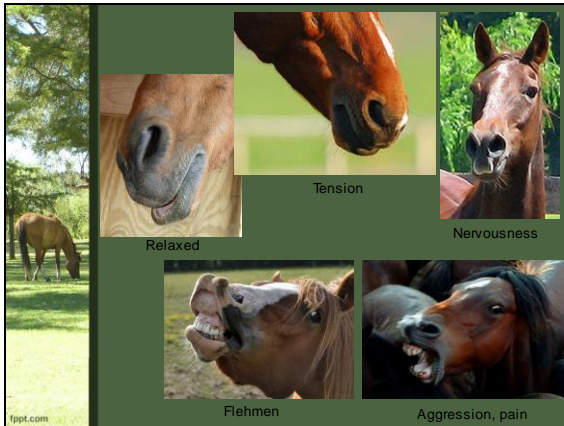 Tension
Nervousness
Relaxed
Flehmen
Aggression, pain
fppt.com